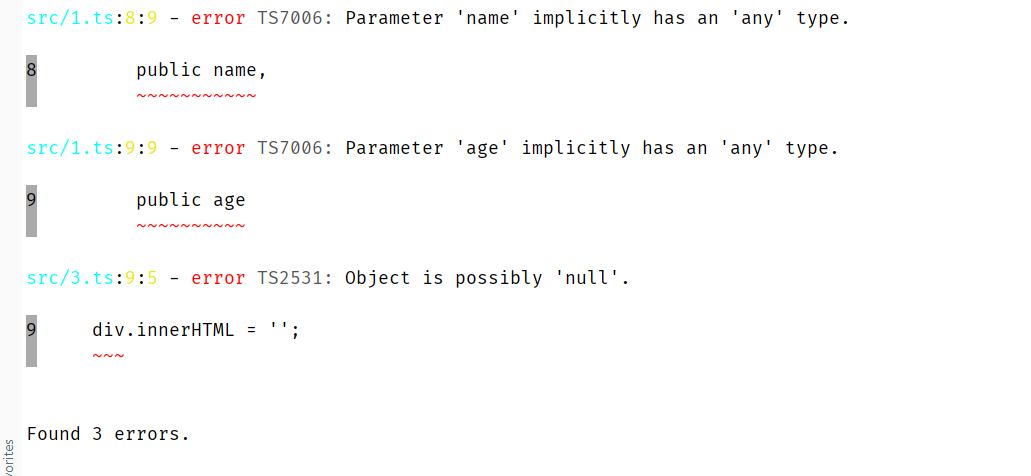 src/1.ts:8:9 - error TS7006: Parameter 'name' implicitly has an 'any' type.
8 public name,
~~~~~~~~~~~
src/1.ts:9:9 - error TS7006: Parameter 'age' implicitly has an 'any' type.
9 public age
~~~~~~~~~~
src/3.ts:9:5 - error TS2531: Object is possibly 'null'.
9 div.innerHTML = '';
~~~
Found 3 errors.
vorites